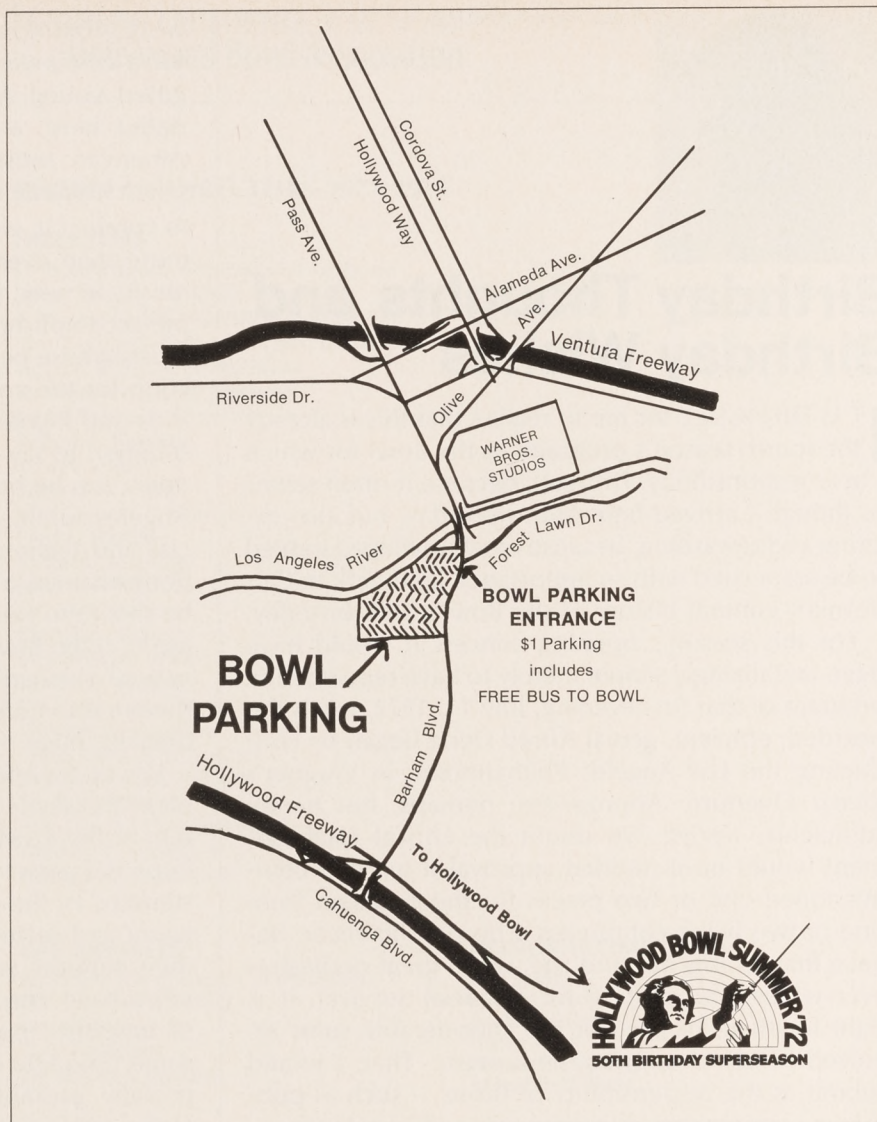 Cordova St.
Hollywood Way
Pass Ave.
Alameda Ave.
Olive Ave.
Ventura Freeway
Riverside Dr.
WARNER
BROS.
STUDIOS
Forest Lawn Dr.
Los Angeles River
BOWL PARKING
ENTRANCE
$1 Parking
includes
FREE BUS TO BOWL
BOWL
PARKING
Barham Blvd.
Hollywood Freeway
To Hollywood Bowl
Cahuenga Blvd.
HOLLYWOOD BOWL SUMMER '72
50TH BIRTHDAY SUPERSEASON